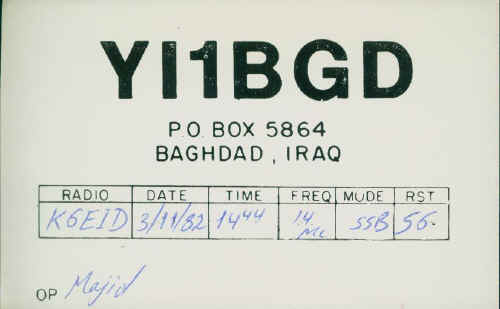 YI1BGD
P.O. BOX 5864
BAGHDAD, IRAQ
RADIO DATE TIME FREQ MODE RST
K6EID 3/11/82 14⁴⁴ 14 Mc SSB 56
OP Majid